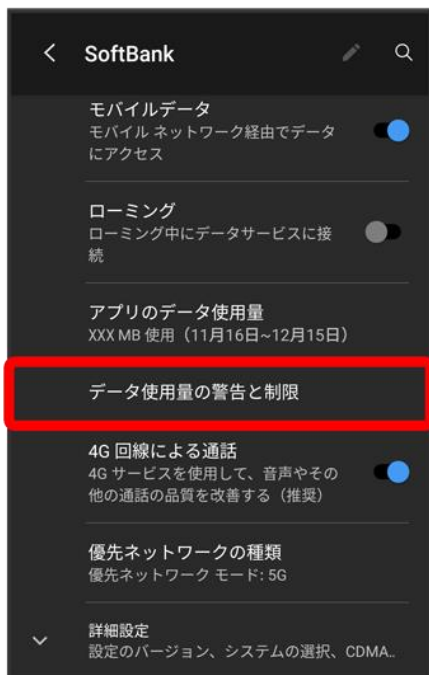 SoftBank
モバイルデータ
モバイル ネットワーク経由でデータ
にアクセス
ローミング
ローミング中にデータサービスに接
続
アプリのデータ使用量
XXX MB 使用（11月16日~12月15日）
データ使用量の警告と制限
4G 回線による通話
4G サービスを使用して、音声やその
他の通話の品質を改善する（推奨）
優先ネットワークの種類
優先ネットワーク モード: 5G
詳細設定
設定のバージョン、システムの選択、CDMA..